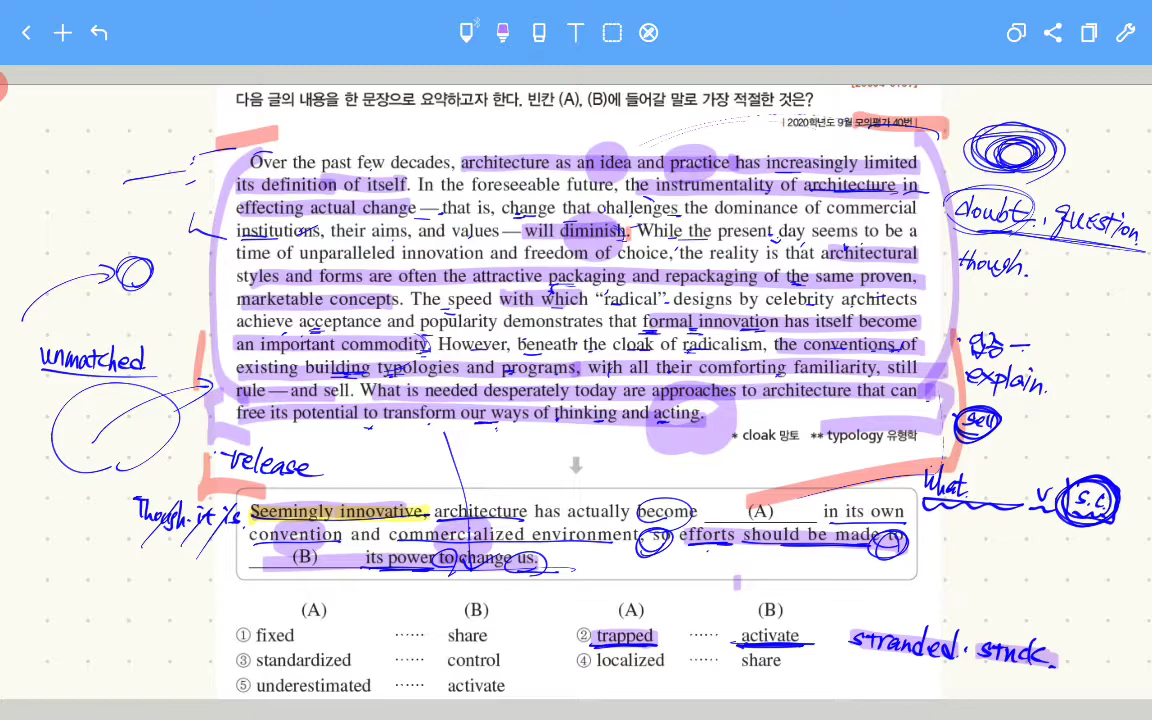 다음 글의 내용을 한 문장으로 요약하고자 한다. 빈칸 (A), (B)에 들어갈 말로 가장 적절한 것은?
| 2020학년도 9월 모의평가 40번 |
Over the past few decades, architecture as an idea and practice has increasingly limited
its definition of itself. In the foreseeable future, the instrumentality of architecture in
effecting actual change — that is, change that challenges the dominance of commercial
institutions, their aims, and values — will diminish. While the present day seems to be a
time of unparalleled innovation and freedom of choice, the reality is that architectural
styles and forms are often the attractive packaging and repackaging of the same proven,
marketable concepts. The speed with which “radical” designs by celebrity architects
achieve acceptance and popularity demonstrates that formal innovation has itself become
an important commodity. However, beneath the cloak of radicalism, the conventions of
existing building typologies and programs, with all their comforting familiarity, still
rule — and sell. What is needed desperately today are approaches to architecture that can
free its potential to transform our ways of thinking and acting.
* cloak 망토 ** typology 유형학
doubt. question.
though.
unmatched
explain.
sell
release
What v s.c
Though. it is
Seemingly innovative, architecture has actually become (A) in its own
convention and commercialized environment, so efforts should be made to
(B) its power to change us.
(A) (B) (A) (B)
① fixed ...... share ② trapped ...... activate
③ standardized ...... control ④ localized ...... share
⑤ underestimated ...... activate
stranded. stuck.